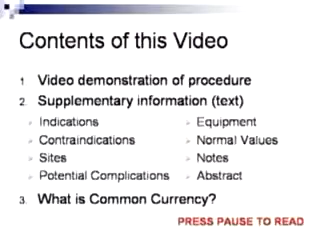 Contents of this Video
1. Video demonstration of procedure
2. Supplementary information (text)
Indications
Contraindications
Sites
Potential Complications
Equipment
Normal Values
Notes
Abstract
3. What is Common Currency?
PRESS PAUSE TO READ